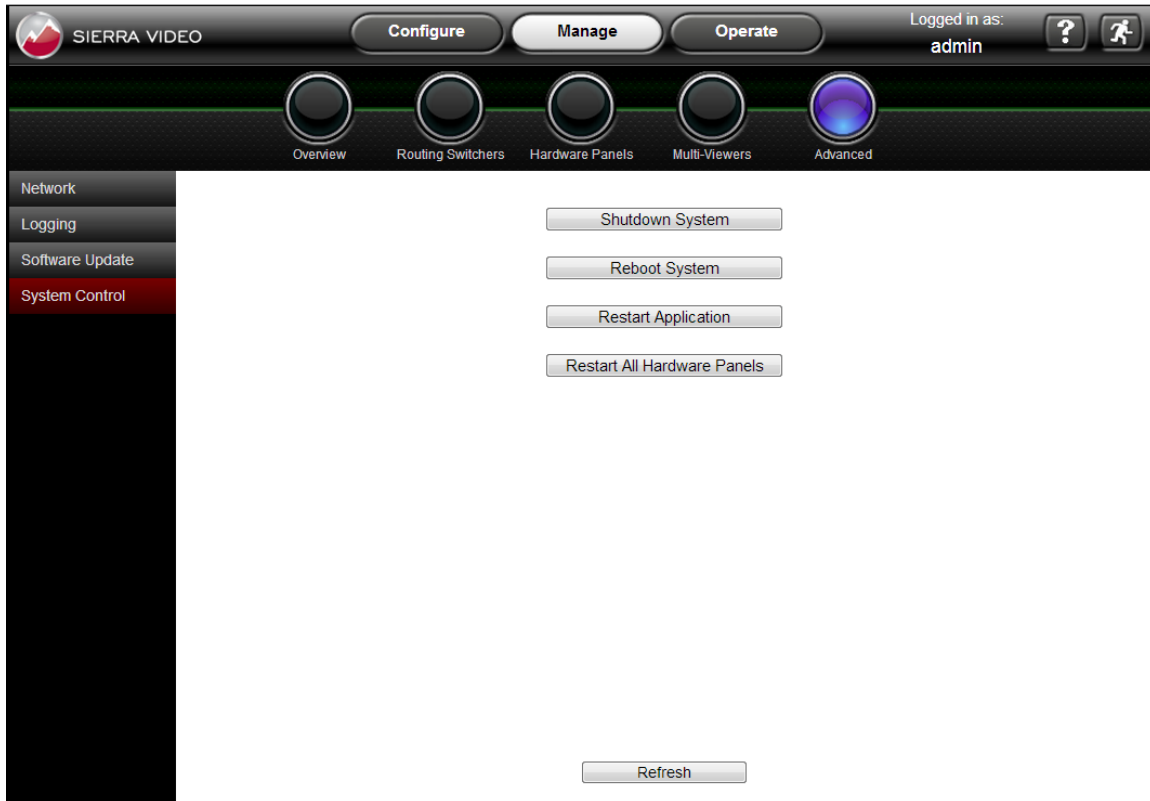 SIERRA VIDEO
Configure
Manage
Operate
Logged in as:
admin
?
Overview
Routing Switchers
Hardware Panels
Multi-Viewers
Advanced
Network
Logging
Software Update
System Control
Shutdown System
Reboot System
Restart Application
Restart All Hardware Panels
Refresh